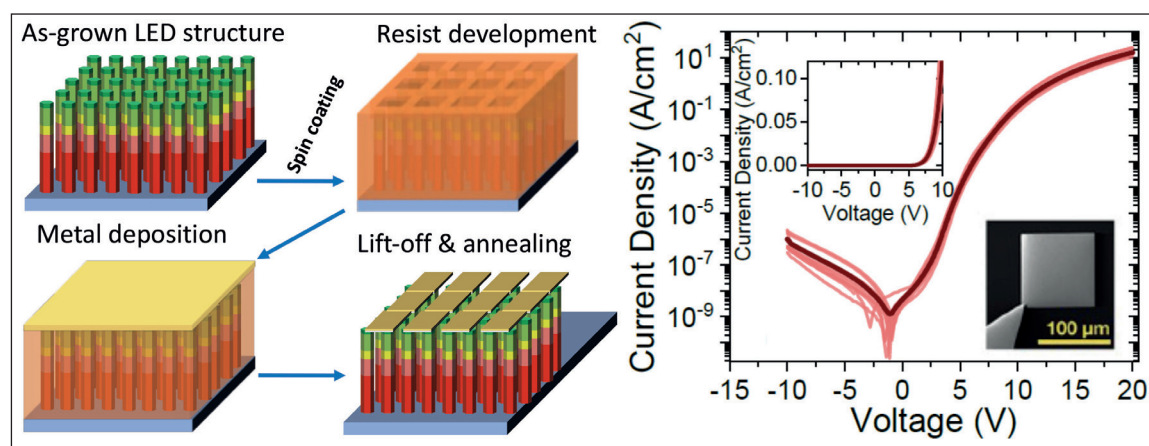 As-grown LED structure
Resist development
Spin coating
Metal deposition
Lift-off & annealing
Current Density (A/cm²)
10¹
10⁻¹
10⁻³
10⁻⁵
10⁻⁷
10⁻⁹
-15 -10 -5 0 5 10 15 20
Voltage (V)
Current Density (A/cm²)
0.10
0.05
0.00
-10 -5 0 5 10
Voltage (V)
100 µm